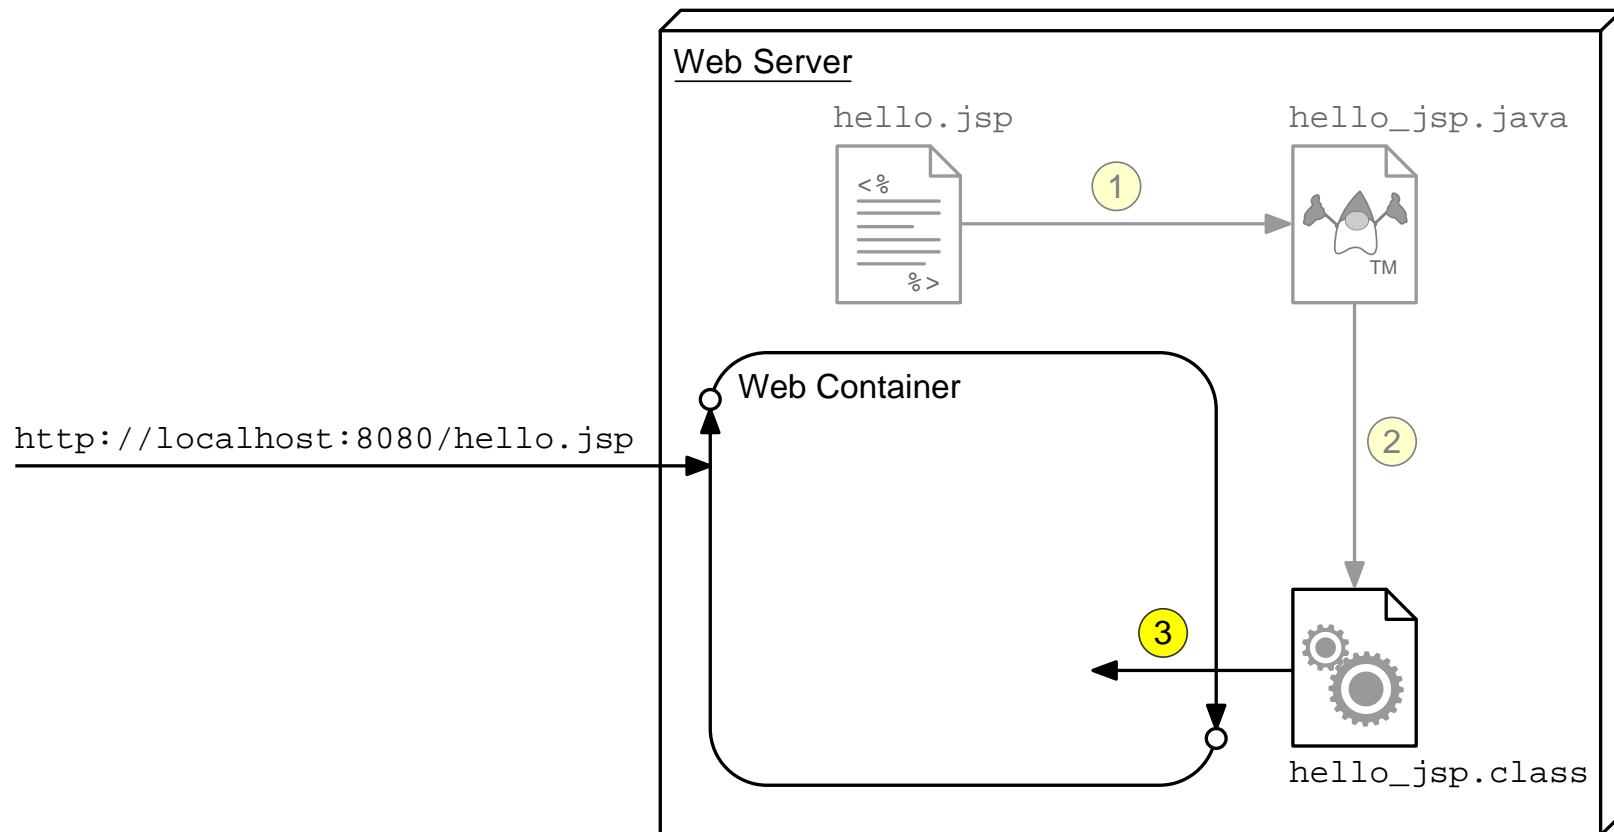 Web Server
hello.jsp
hello_jsp.java
<%
%>
1
TM
Web Container
http://localhost:8080/hello.jsp
2
3
hello_jsp.class